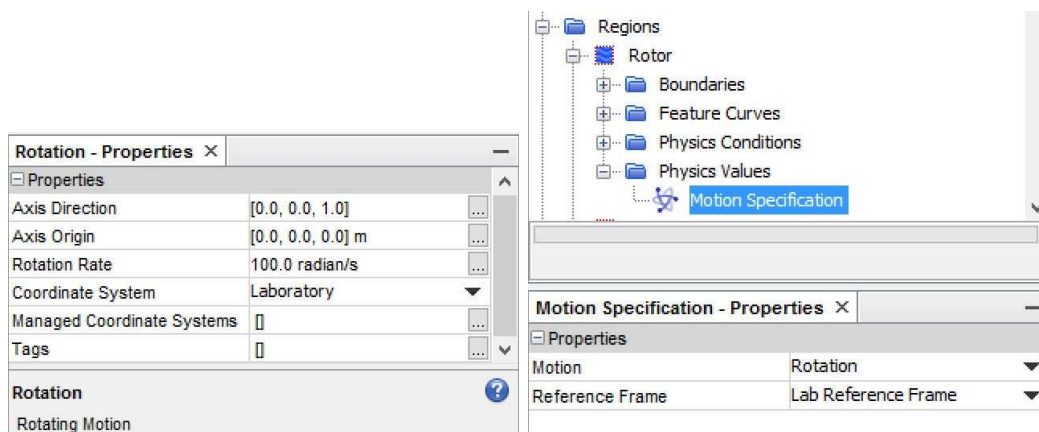 Rotation - Properties ×
Properties
Axis Direction [0.0, 0.0, 1.0] ...
Axis Origin [0.0, 0.0, 0.0] m ...
Rotation Rate 100.0 radian/s ...
Coordinate System Laboratory
Managed Coordinate Systems [] ...
Tags [] ...
Rotation
Rotating Motion
Regions
Rotor
Boundaries
Feature Curves
Physics Conditions
Physics Values
Motion Specification
Motion Specification - Properties ×
Properties
Motion Rotation
Reference Frame Lab Reference Frame